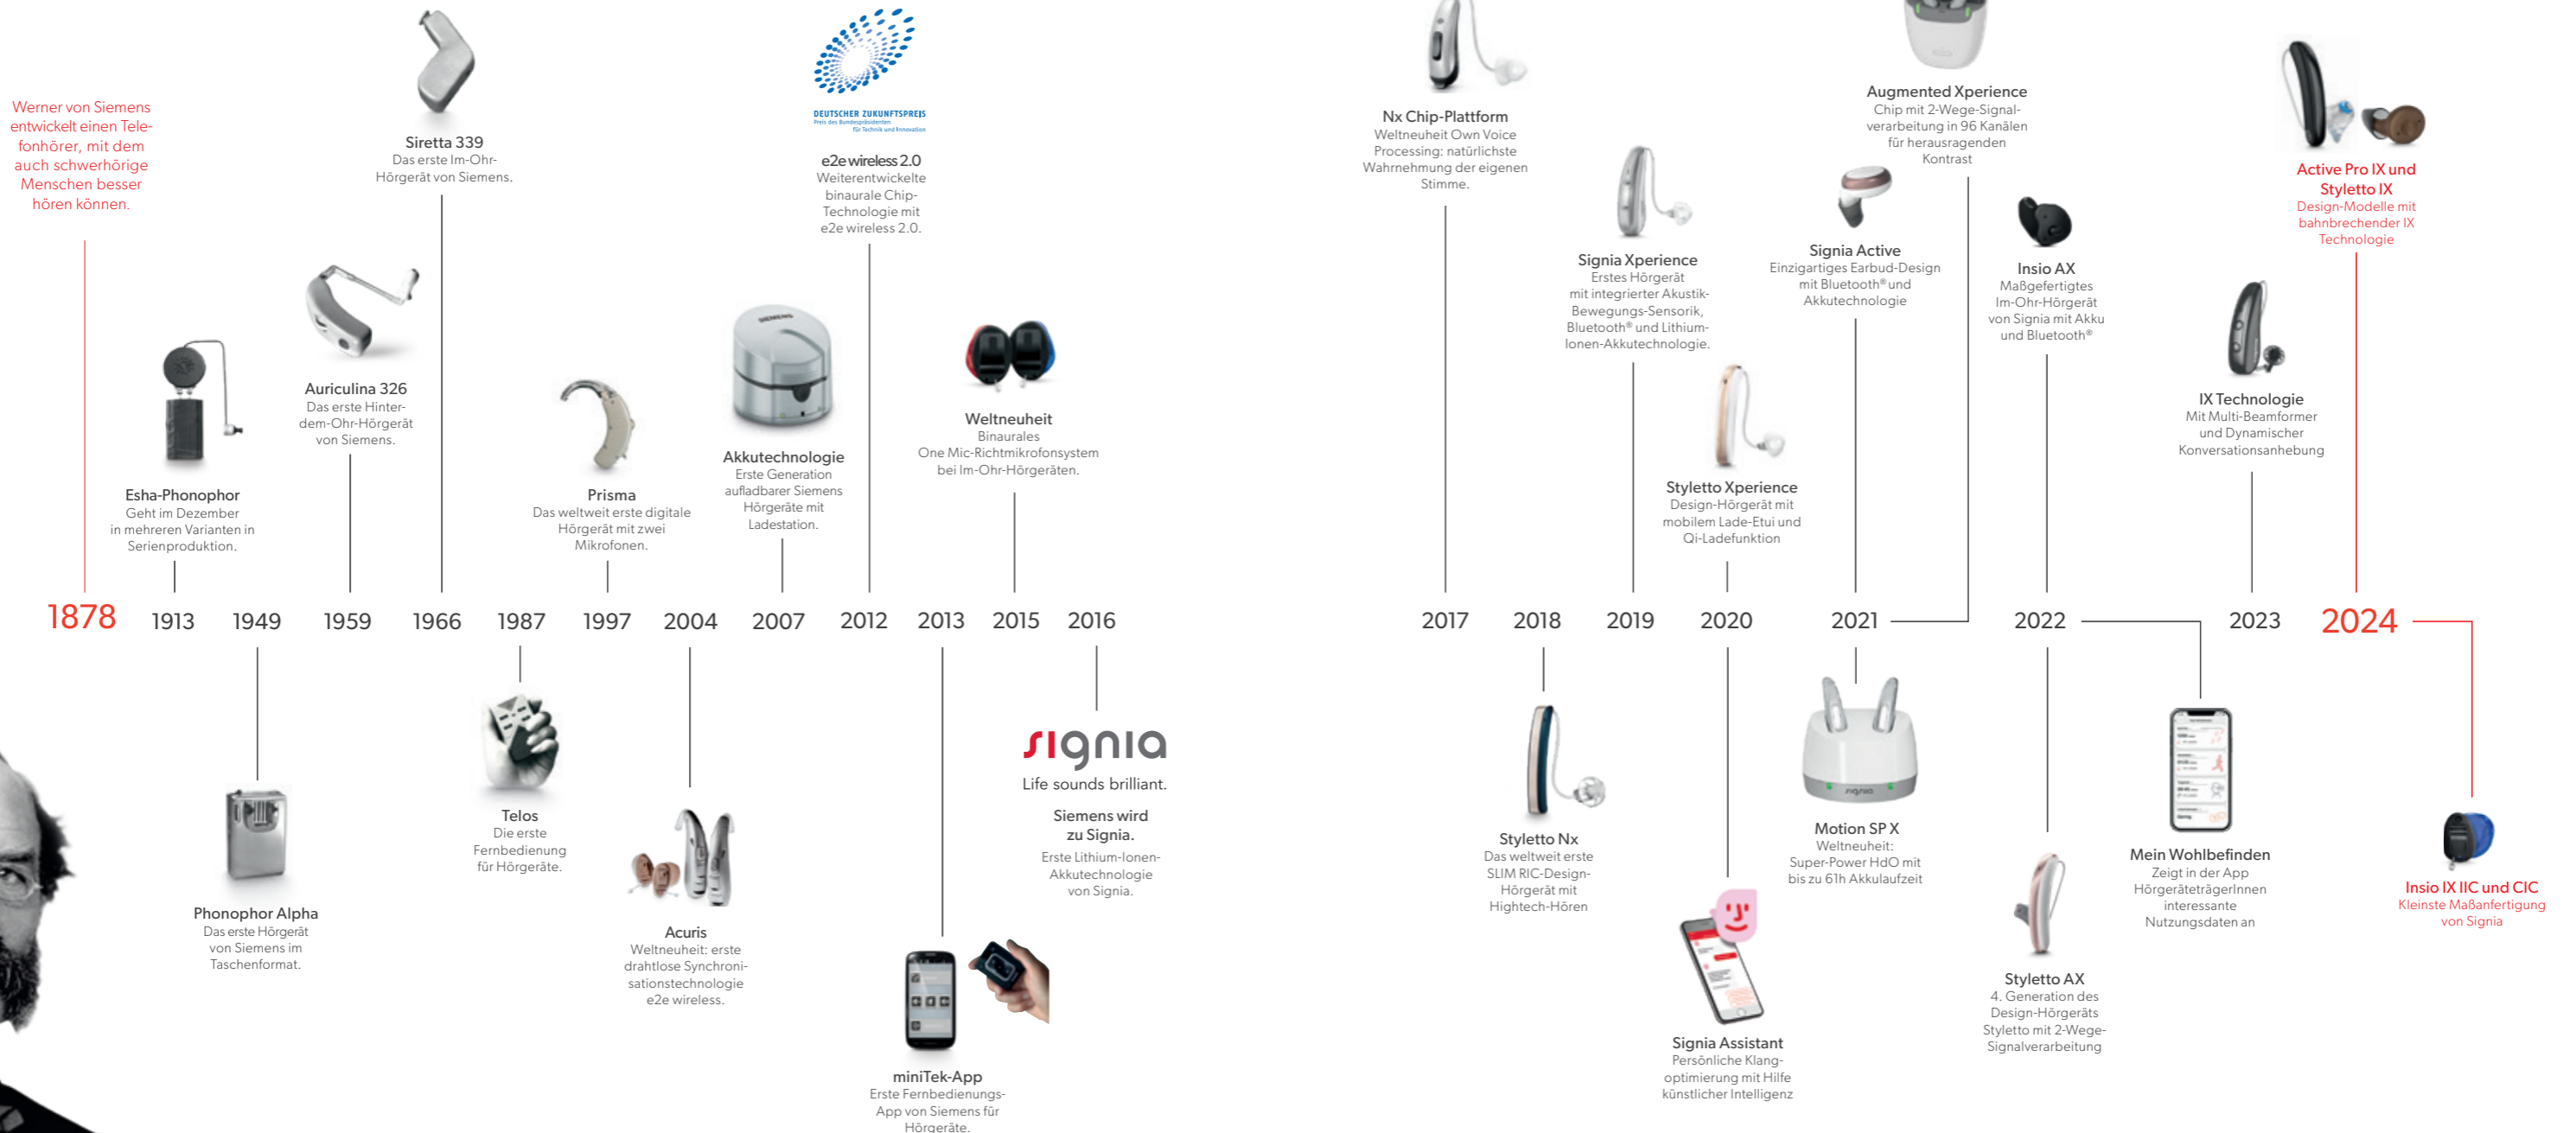 Werner von Siemens
entwickelt einen Tele-
fonhörer, mit dem
auch schwerhörige
Menschen besser
hören können.
1878
Esha-Phonophor
Geht im Dezember
in mehreren Varianten in
Serienproduktion.
1913
1949
Phonophor Alpha
Das erste Hörgerät
von Siemens im
Taschenformat.
Auriculina 326
Das erste Hinter-
dem-Ohr-Hörgerät
von Siemens.
1959
Siretta 339
Das erste Im-Ohr-
Hörgerät von Siemens.
1966
1987
Telos
Die erste
Fernbedienung
für Hörgeräte.
Prisma
Das weltweit erste digitale
Hörgerät mit zwei
Mikrofonen.
1997
2004
Acuris
Weltneuheit: erste
drahtlose Synchroni-
sationstechnologie
e2e wireless.
SIEMENS
Akkutechnologie
Erste Generation
aufladbarer Siemens
Hörgeräte mit
Ladestation.
2007
DEUTSCHER ZUKUNFTSPREIS
Preis des Bundespräsidenten
für Technik und Innovation
e2e wireless 2.0
Weiterentwickelte
binaurale Chip-
Technologie mit
e2e wireless 2.0.
2012
2013
miniTek-App
Erste Fernbedienungs-
App von Siemens für
Hörgeräte.
Weltneuheit
Binaurales
One Mic-Richtmikrofonsystem
bei Im-Ohr-Hörgeräten.
2015
2016
signia
Life sounds brilliant.
Siemens wird
zu Signia.
Erste Lithium-Ionen-
Akkutechnologie
von Signia.
Nx Chip-Plattform
Weltneuheit Own Voice
Processing: natürlichste
Wahrnehmung der eigenen
Stimme.
2017
2018
Styletto Nx
Das weltweit erste
SLIM RIC-Design-
Hörgerät mit
Hightech-Hören
Signia Xperience
Erstes Hörgerät
mit integrierter Akustik-
Bewegungs-Sensorik,
Bluetooth® und Lithium-
Ionen-Akkutechnologie.
2019
Styletto Xperience
Design-Hörgerät mit
mobilem Lade-Etui und
Qi-Ladefunktion
2020
Signia Assistant
Persönliche Klang-
optimierung mit Hilfe
künstlicher Intelligenz
Signia Active
Einzigartiges Earbud-Design
mit Bluetooth® und
Akkutechnologie
2021
Augmented Xperience
Chip mit 2-Wege-Signal-
verarbeitung in 96 Kanälen
für herausragenden
Kontrast
signia
Motion SP X
Weltneuheit:
Super-Power HdO mit
bis zu 61h Akkulaufzeit
Insio AX
Maßgefertigtes
Im-Ohr-Hörgerät
von Signia mit Akku
und Bluetooth®
2022
Styletto AX
4. Generation des
Design-Hörgeräts
Styletto mit 2-Wege-
Signalverarbeitung
Mein Wohlbefinden
Zeigt in der App
HörgeräteträgerInnen
interessante
Nutzungsdaten an
IX Technologie
Mit Multi-Beamformer
und Dynamischer
Konversationsanhebung
2023
Active Pro IX und
Styletto IX
Design-Modelle mit
bahnbrechender IX
Technologie
2024
Insio IX IIC und CIC
Kleinste Maßanfertigung
von Signia